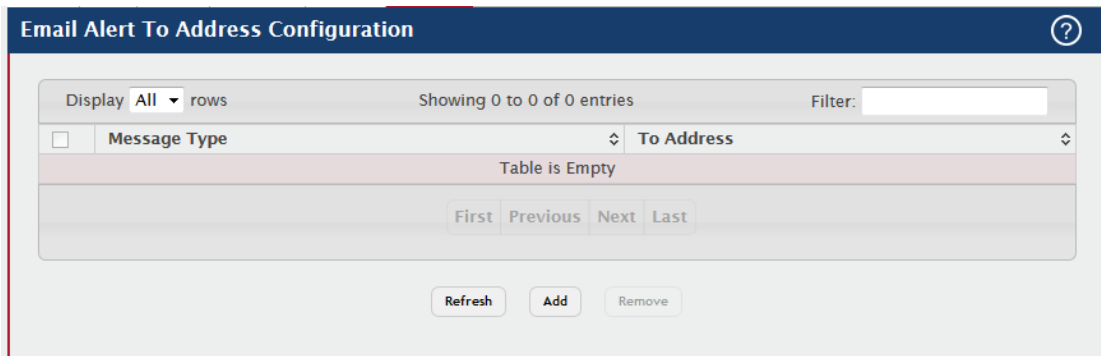 Email Alert To Address Configuration ?
Display All rows Showing 0 to 0 of 0 entries Filter:
Message Type To Address
Table is Empty
First Previous Next Last
Refresh Add Remove